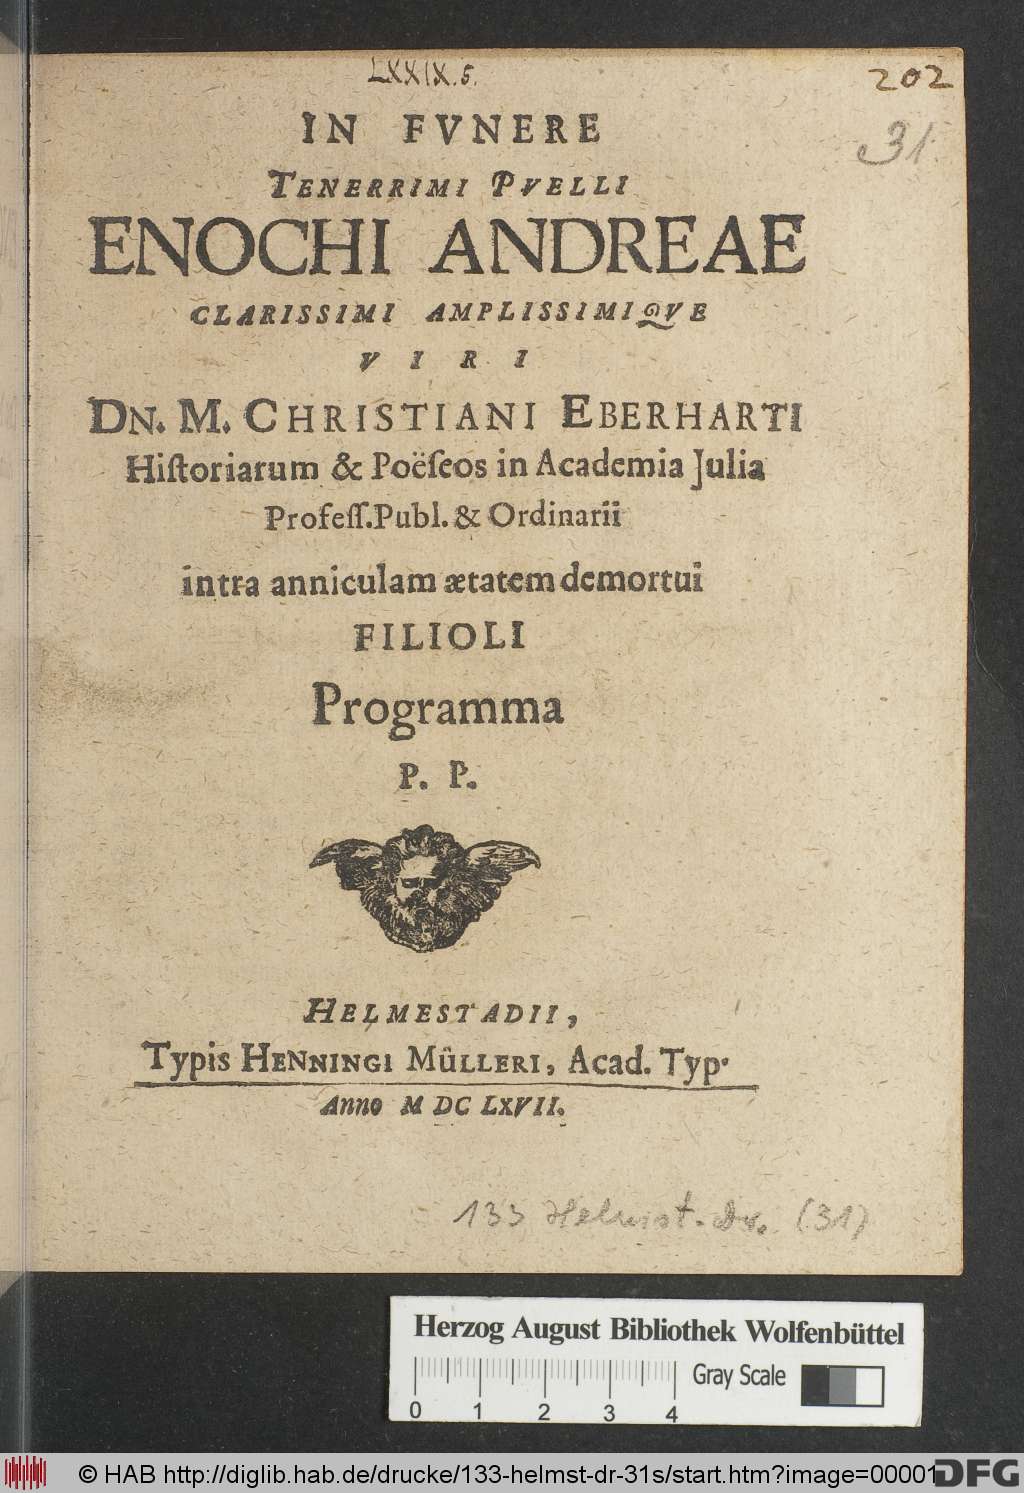 LXXIX.5.
202
31
IN FVNERE
TENERRIMI PVELLI
ENOCHI ANDREAE
CLARISSIMI AMPLISSIMIQVE
VIRI
DN. M. CHRISTIANI EBERHARTI
Hiſtoriarum & Poëſeos in Academia Julia
Profeſſ. Publ. & Ordinarii
intra anniculam ætatem demortui
FILIOLI
Programma
P. P.
HELMESTADII,
Typis HENNINGI MÜLLERI, Acad. Typ.
Anno M DC LXVII.
133 Helmst. Dr. (31)
Herzog August Bibliothek Wolfenbüttel
Gray Scale
0 1 2 3 4
© HAB http://diglib.hab.de/drucke/133-helmst-dr-31s/start.htm?image=00001
DFG